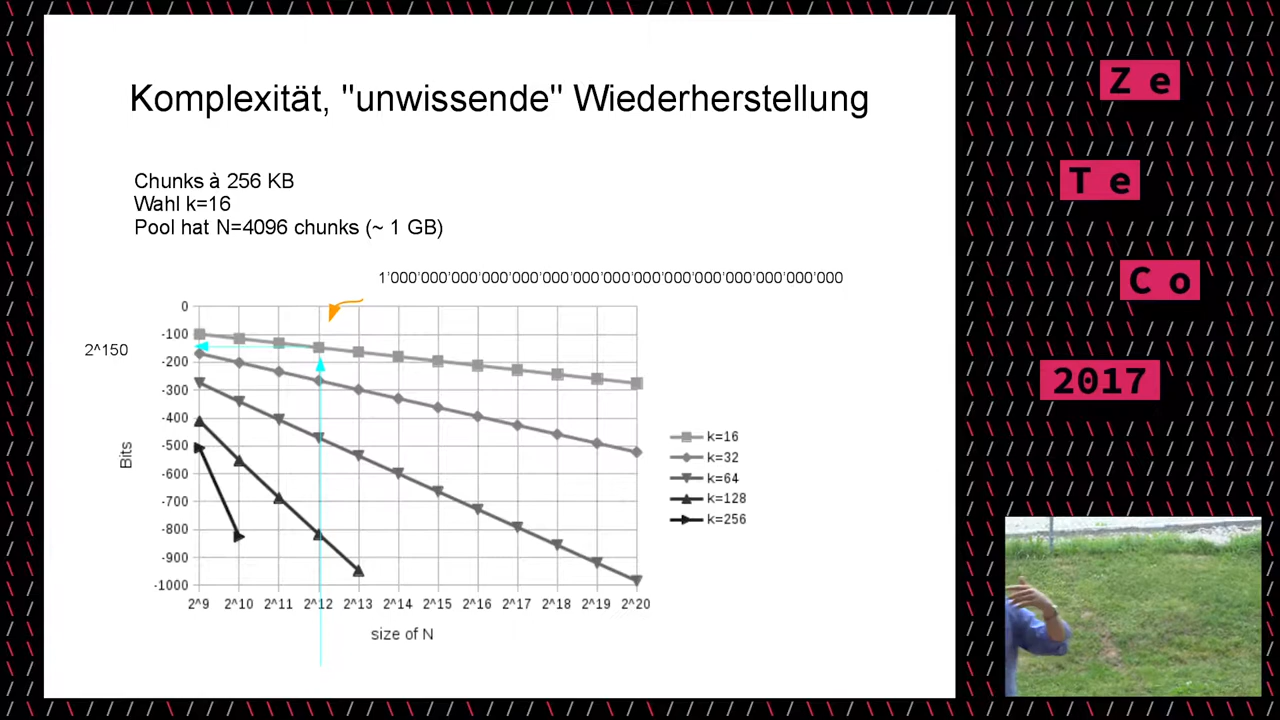 Komplexität, "unwissende" Wiederherstellung
Chunks à 256 KB
Wahl k=16
Pool hat N=4096 chunks (~ 1 GB)
1'000'000'000'000'000'000'000'000'000'000'000'000'000'000'000
0
-100
2^150
-200
-300
-400
-500
-600
-700
-800
-900
-1000
Bits
2^9 2^10 2^11 2^12 2^13 2^14 2^15 2^16 2^17 2^18 2^19 2^20
size of N
k=16
k=32
k=64
k=128
k=256
Z e
T e
C o
2017